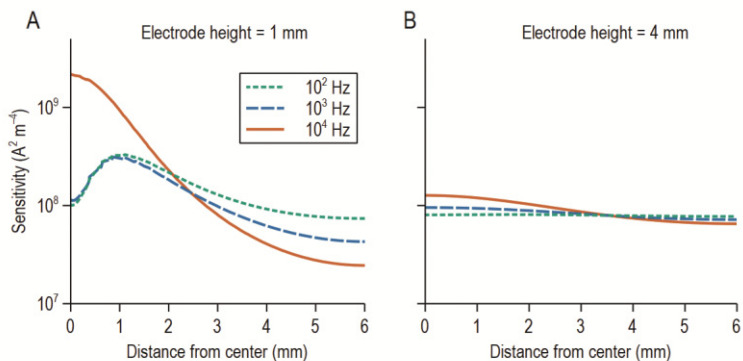 A
Electrode height = 1 mm
10² Hz
10³ Hz
10⁴ Hz
Sensitivity (A² m⁻⁴)
10⁹
10⁸
10⁷
0 1 2 3 4 5 6
Distance from center (mm)
B
Electrode height = 4 mm
0 1 2 3 4 5 6
Distance from center (mm)